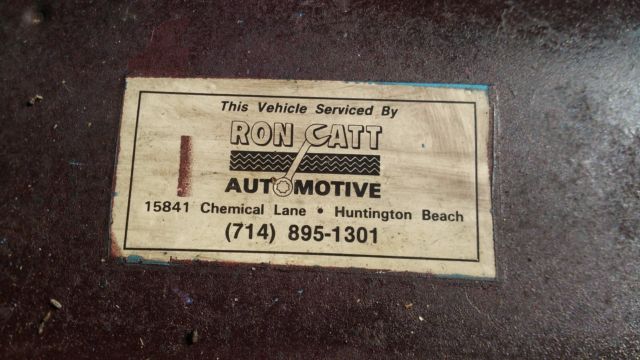 This Vehicle Serviced By
RON CATT
AUTOMOTIVE
15841 Chemical Lane • Huntington Beach
(714) 895-1301